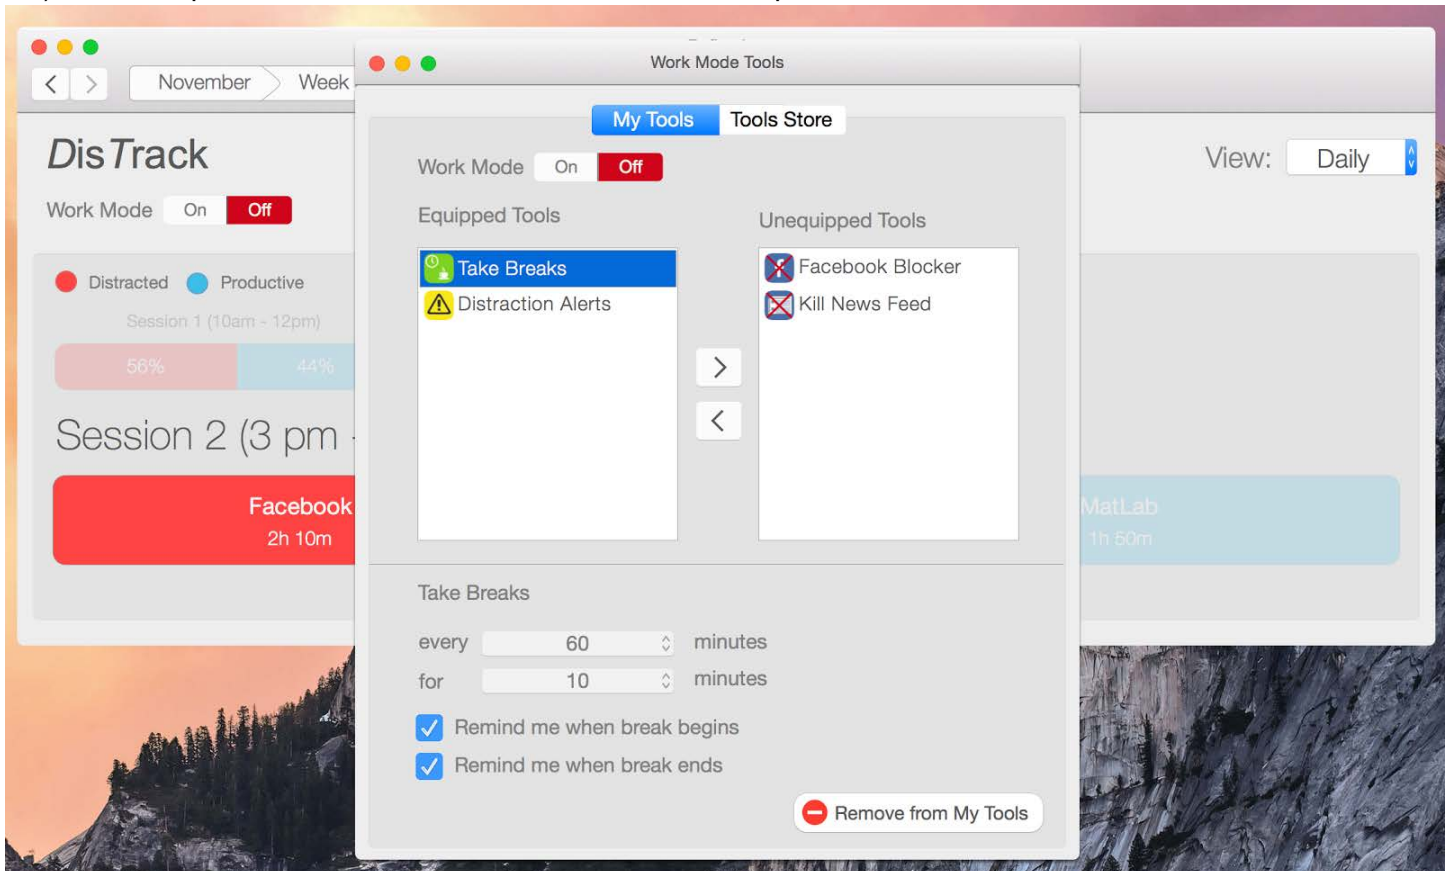 Work Mode Tools
November
Week
My Tools
Tools Store
DisTrack
View:
Daily
Work Mode
On
Off
Work Mode
On
Off
Equipped Tools
Unequipped Tools
Take Breaks
Distraction Alerts
Facebook Blocker
Kill News Feed
Distracted
Productive
Session 1 (10am - 12pm)
56%
44%
Session 2 (3 pm -
Facebook
2h 10m
MatLab
1h 50m
Take Breaks
every
60
minutes
for
10
minutes
Remind me when break begins
Remind me when break ends
Remove from My Tools